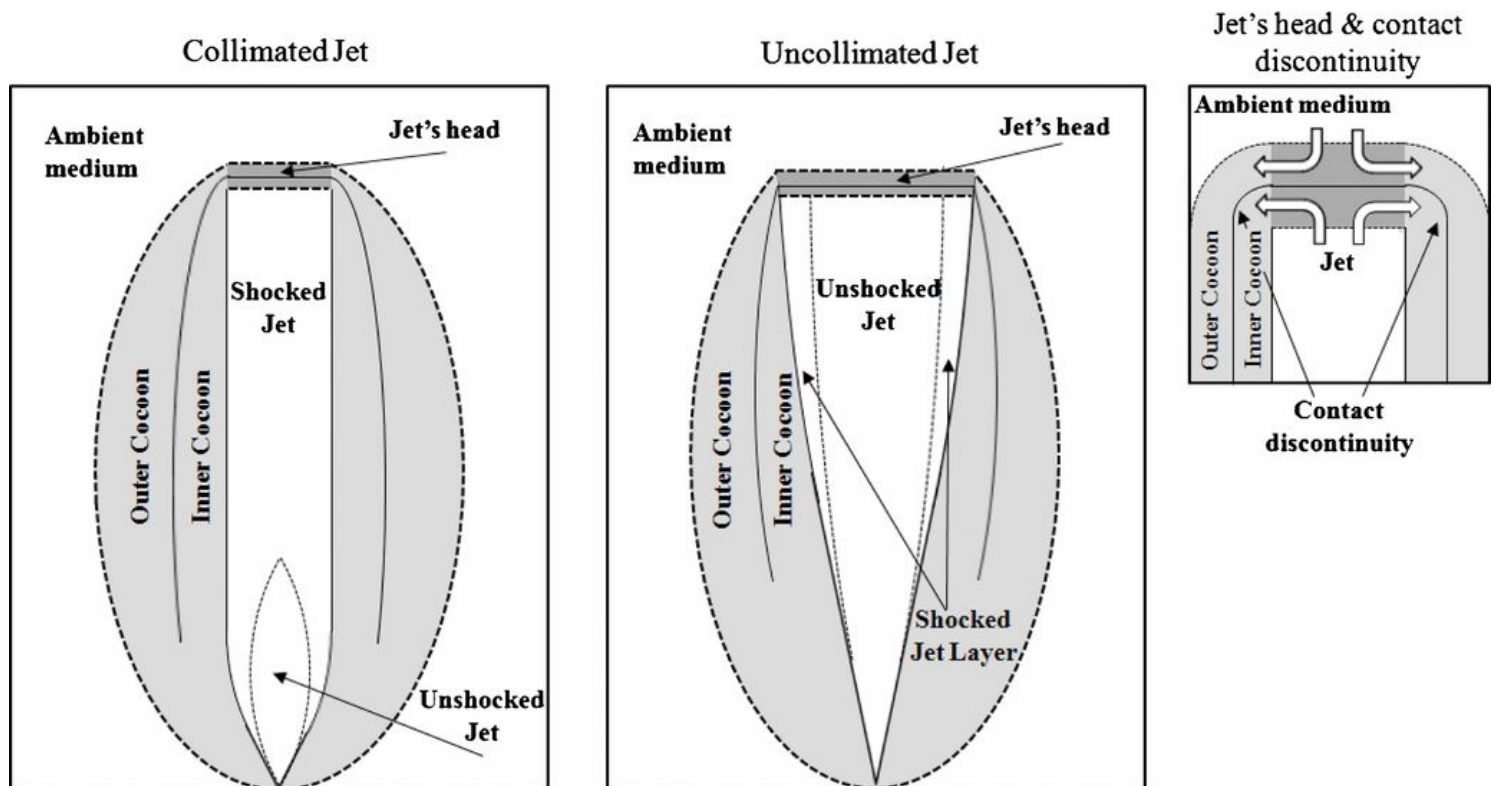 Collimated Jet
Ambient
medium
Jet's head
Shocked
Jet
Outer Cocoon
Inner Cocoon
Unshocked
Jet
Uncollimated Jet
Ambient
medium
Jet's head
Unshocked
Jet
Outer Cocoon
Inner Cocoon
Shocked
Jet Layer
Jet's head & contact
discontinuity
Ambient medium
Jet
Outer Cocoon
Inner Cocoon
Contact
discontinuity